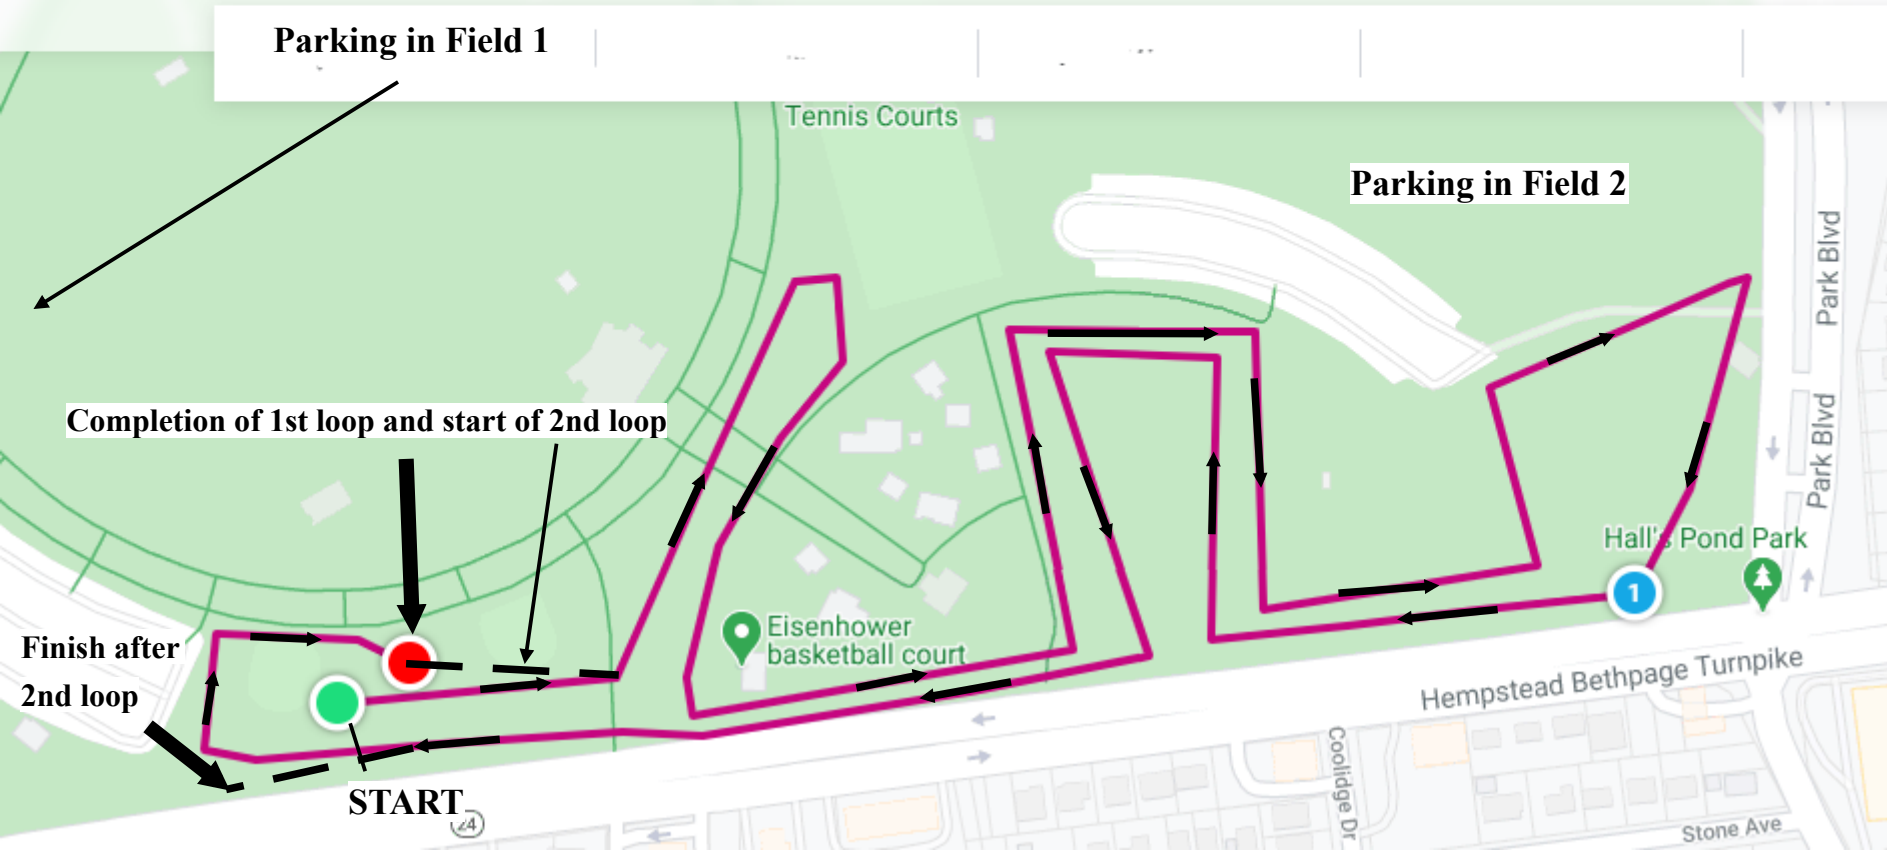 Parking in Field 1
Tennis Courts
Parking in Field 2
Park Blvd
Completion of 1st loop and start of 2nd loop
Park Blvd
Hall's Pond Park
1
Eisenhower
basketball court
Finish after
2nd loop
Hempstead Bethpage Turnpike
START
24
Coolidge Dr
Stone Ave